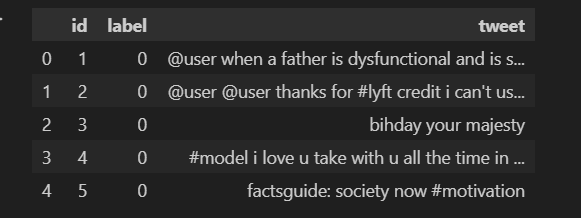 id label tweet
0 1 0 @user when a father is dysfunctional and is s...
1 2 0 @user @user thanks for #lyft credit i can't us...
2 3 0 bihday your majesty
3 4 0 #model i love u take with u all the time in ...
4 5 0 factsguide: society now #motivation